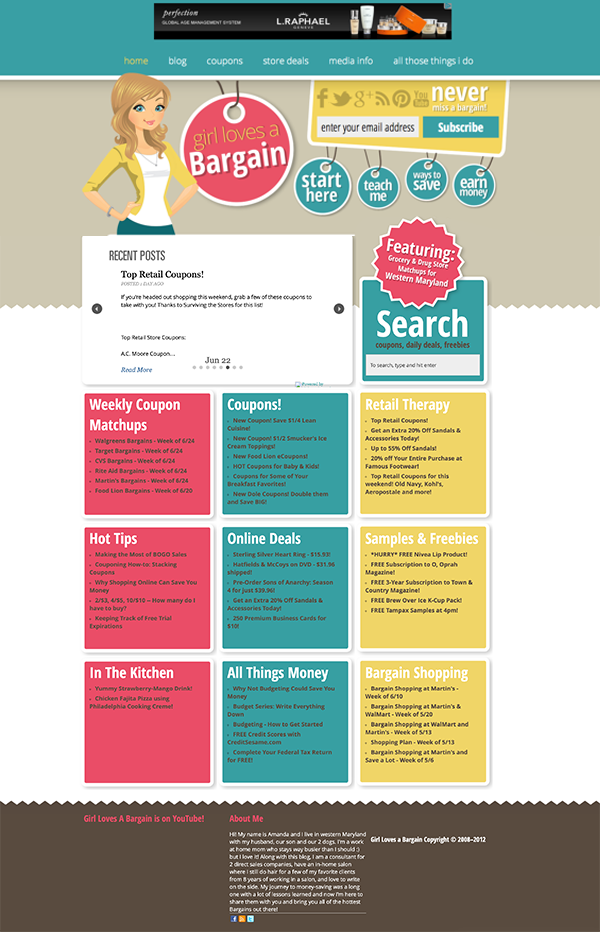 perfection
GLOBAL AGE MANAGEMENT SYSTEM
L.RAPHAEL
GENEVE
home blog coupons store deals media info all those things i do
girl loves a
Bargain
You
Tube
never
miss a bargain!
enter your email address
Subscribe
start
here
teach
me
ways to
save
earn
money
RECENT POSTS
Top Retail Coupons!
POSTED 1 DAY AGO
If you're headed out shopping this weekend, grab a few of these coupons to
take with you! Thanks to Surviving the Stores for this list!
Top Retail Store Coupons:
A.C. Moore Coupon...
Jun 22
Read More
Powered by
Featuring:
Grocery & Drug Store
Matchups for
Western Maryland
Search
coupons, daily deals, freebies
To search, type and hit enter
Weekly Coupon
Matchups
Walgreens Bargains - Week of 6/24
Target Bargains - Week of 6/24
CVS Bargains - Week of 6/24
Rite Aid Bargains - Week of 6/24
Martin's Bargains - Week of 6/24
Food Lion Bargains - Week of 6/20
Coupons!
New Coupon! Save $1/4 Lean
Cuisine!
New Coupon! $1/2 Smucker's Ice
Cream Toppings!
New Food Lion eCoupons!
HOT Coupons for Baby & Kids!
Coupons for Some of Your
Breakfast Favorites!
New Dole Coupons! Double them
and Save BIG!
Retail Therapy
Top Retail Coupons!
Get an Extra 20% Off Sandals &
Accessories Today!
Up to 55% Off Sandals!
20% off Your Entire Purchase at
Famous Footwear!
Top Retail Coupons for this
weekend! Old Navy, Kohl's,
Aeropostale and more!
Hot Tips
Making the Most of BOGO Sales
Couponing How-to: Stacking
Coupons
Why Shopping Online Can Save You
Money
2/$3, 4/$5, 10/$10 -- How many do I
have to buy?
Keeping Track of Free Trial
Expirations
Online Deals
Sterling Silver Heart Ring - $15.93!
Hatfields & McCoys on DVD - $31.96
shipped!
Pre-Order Sons of Anarchy: Season
4 for Just $39.96!
Get an Extra 20% Off Sandals &
Accessories Today!
250 Premium Business Cards for
$10!
Samples & Freebies
*HURRY* FREE Nivea Lip Product!
FREE Subscription to O, Oprah
Magazine!
FREE 3-Year Subscription to Town &
Country Magazine!
FREE Brew Over Ice K-Cup Pack!
FREE Tampax Samples at 4pm!
In The Kitchen
Yummy Strawberry-Mango Drink!
Chicken Fajita Pizza using
Philadelphia Cooking Creme!
All Things Money
Why Not Budgeting Could Save You
Money
Budget Series: Write Everything
Down
Budgeting - How to Get Started
FREE Credit Scores with
CreditSesame.com
Complete Your Federal Tax Return
for FREE!
Bargain Shopping
Bargain Shopping at Martin's -
Week of 6/10
Bargain Shopping at Martin's &
WalMart - Week of 5/20
Bargain Shopping at WalMart and
Martin's - Week of 5/13
Shopping Plan - Week of 5/13
Bargain Shopping at Martin's and
Save a Lot - Week of 5/6
Girl Loves A Bargain is on YouTube!
About Me
Hi! My name is Amanda and I live in western Maryland
with my husband, our son and our 2 dogs. I'm a work
at home mom who stays way busier than I should :)
but I love it! Along with this blog, I am a consultant for
2 direct sales companies, have an in-home salon
where I still do hair for a few of my favorite clients
from 8 years of working in a salon, and love to write
on the side. My journey to money-saving was a long
one with a lot of lessons learned and now I'm here to
share them with you and bring you all of the hottest
Bargains out there!
Girl Loves a Bargain Copyright © 2008–2012